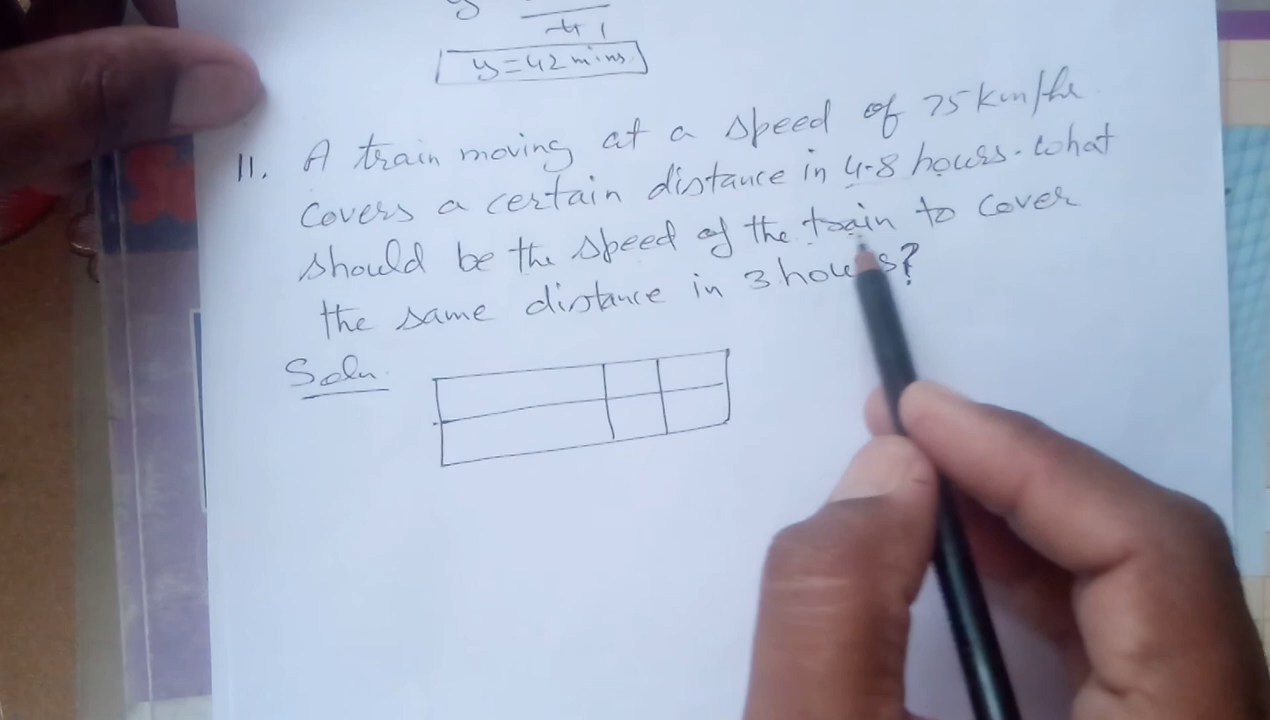 y
41
y=42 mins
11. A train moving at a speed of 75 km/hr
covers a certain distance in 4.8 hours. what
should be the speed of the train to cover
the same distance in 3 hours?
Soln.